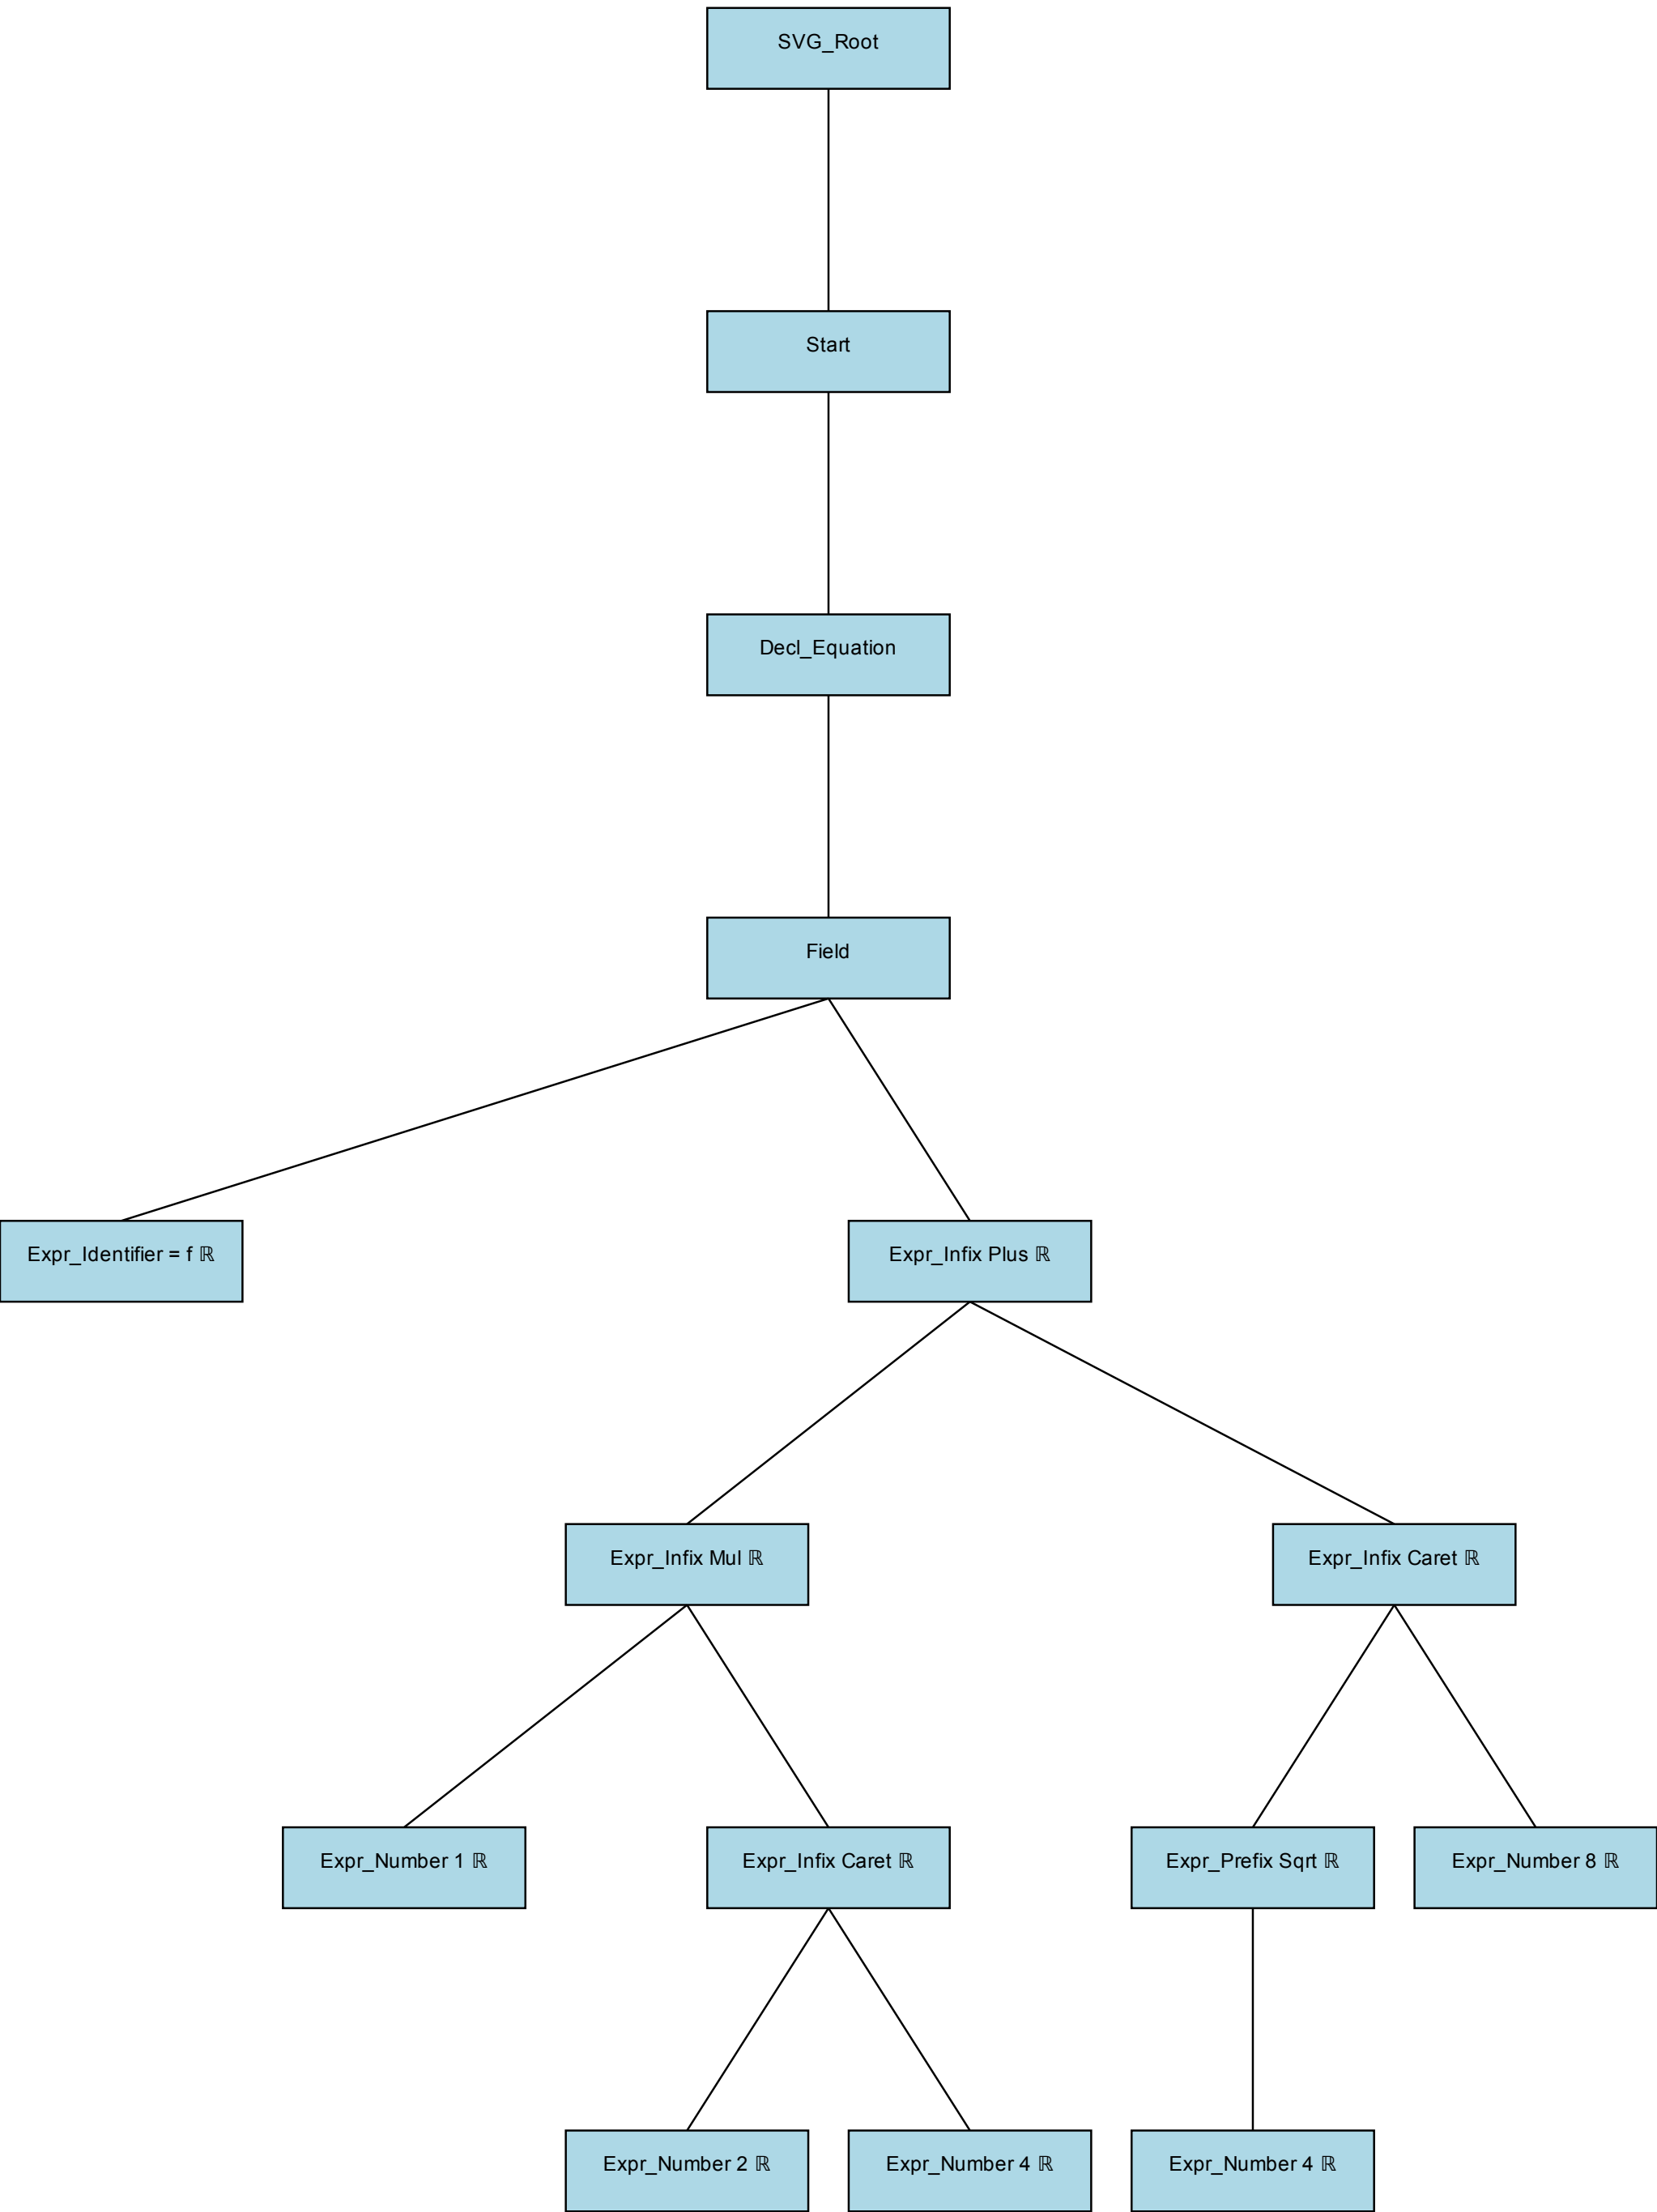 SVG_Root
Start
Decl_Equation
Field
Expr_Identifier = f ℝ
Expr_Infix Plus ℝ
Expr_Infix Mul ℝ
Expr_Infix Caret ℝ
Expr_Number 1 ℝ
Expr_Infix Caret ℝ
Expr_Prefix Sqrt ℝ
Expr_Number 8 ℝ
Expr_Number 2 ℝ
Expr_Number 4 ℝ
Expr_Number 4 ℝ